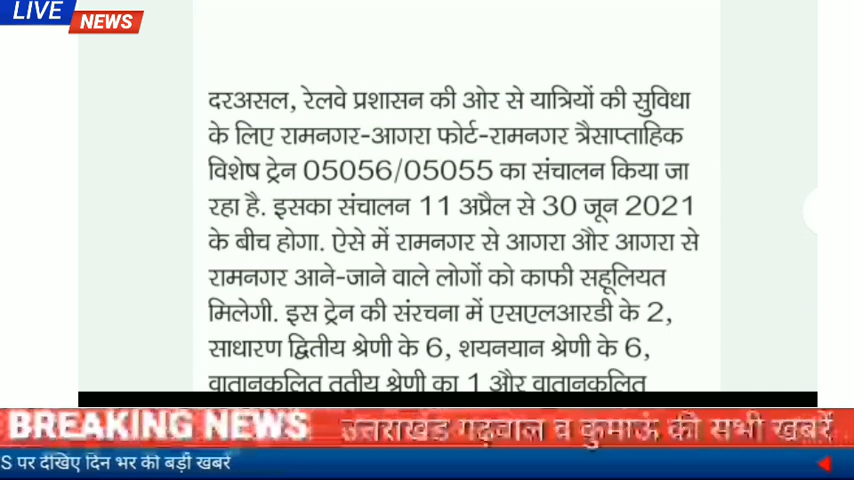 LIVE
NEWS
दरअसल, रेलवे प्रशासन की ओर से यात्रियों की सुविधा
के लिए रामनगर-आगरा फोर्ट-रामनगर त्रैसाप्ताहिक
विशेष ट्रेन 05056/05055 का संचालन किया जा
रहा है. इसका संचालन 11 अप्रैल से 30 जून 2021
के बीच होगा. ऐसे में रामनगर से आगरा और आगरा से
रामनगर आने-जाने वाले लोगों को काफी सहूलियत
मिलेगी. इस ट्रेन की संरचना में एसएलआरडी के 2,
साधारण द्वितीय श्रेणी के 6, शयनयान श्रेणी के 6,
वातानुकूलित तृतीय श्रेणी का 1 और वातानुकूलित
BREAKING NEWS उत्तराखंड गढ़वाल व कुमाऊं की सभी खबरें
S पर देखिए दिन भर की बड़ी खबरें